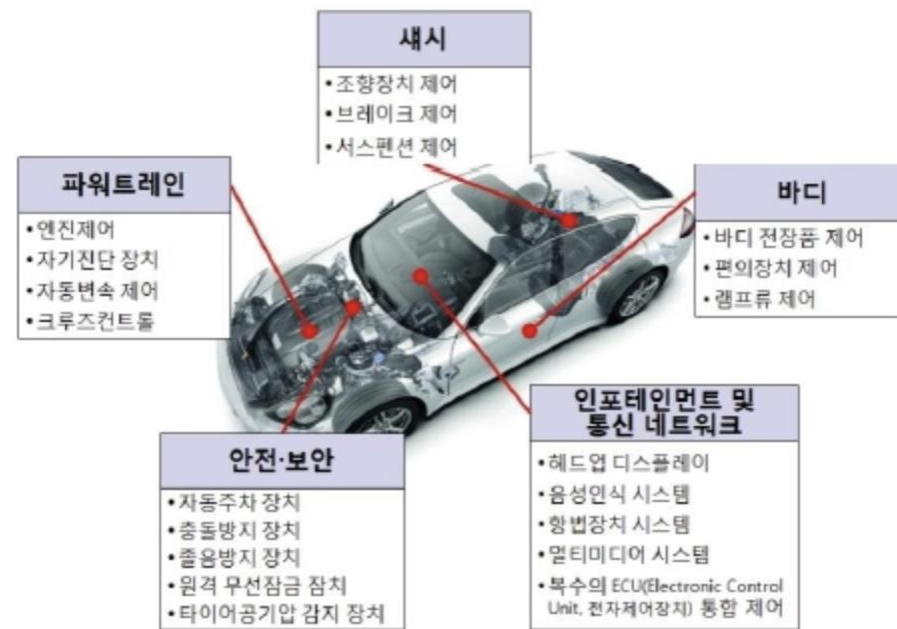 섀시
•조향장치 제어
•브레이크 제어
•서스펜션 제어
파워트레인
•엔진제어
•자기진단 장치
•자동변속 제어
•크루즈컨트롤
바디
•바디 전장품 제어
•편의장치 제어
•램프류 제어
안전·보안
•자동주차 장치
•충돌방지 장치
•졸음방지 장치
•원격 무선잠금 잠치
•타이어공기압 감지 장치
인포테인먼트 및
통신 네트워크
•헤드업 디스플레이
•음성인식 시스템
•항법장치 시스템
•멀티미디어 시스템
•복수의 ECU(Electronic Control
Unit, 전자제어장치) 통합 제어